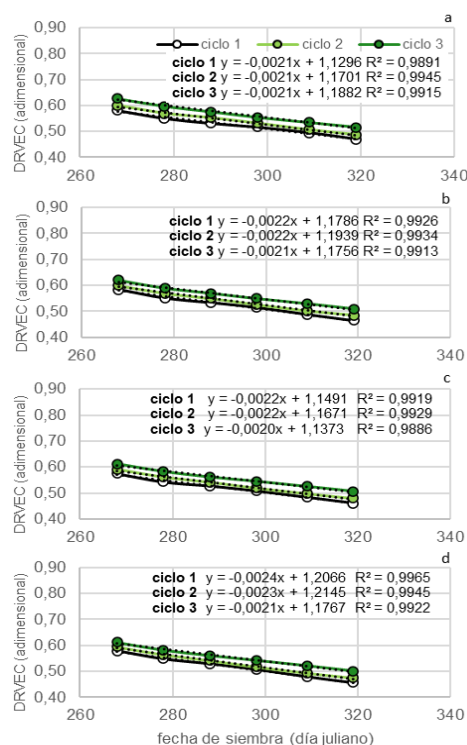 a
0,90
0,80
0,70
0,60
0,50
0,40
DRVEC (adimensional)
ciclo 1 ciclo 2 ciclo 3
ciclo 1 y = -0,0021x + 1,1296 R² = 0,9891
ciclo 2 y = -0,0021x + 1,1701 R² = 0,9945
ciclo 3 y = -0,0021x + 1,1882 R² = 0,9915
260 280 300 320 340
b
0,90
0,80
0,70
0,60
0,50
0,40
DRVEC (adimensional)
ciclo 1 y = -0,0022x + 1,1786 R² = 0,9926
ciclo 2 y = -0,0022x + 1,1939 R² = 0,9934
ciclo 3 y = -0,0021x + 1,1756 R² = 0,9913
260 280 300 320 340
c
0,90
0,80
0,70
0,60
0,50
0,40
DRVEC (adimensional)
ciclo 1 y = -0,0022x + 1,1491 R² = 0,9919
ciclo 2 y = -0,0022x + 1,1671 R² = 0,9929
ciclo 3 y = -0,0020x + 1,1373 R² = 0,9886
260 280 300 320 340
d
0,90
0,80
0,70
0,60
0,50
0,40
DRVEC (adimensional)
ciclo 1 y = -0,0024x + 1,2066 R² = 0,9965
ciclo 2 y = -0,0023x + 1,2145 R² = 0,9945
ciclo 3 y = -0,0021x + 1,1767 R² = 0,9922
260 280 300 320 340
fecha de siembra (día juliano)